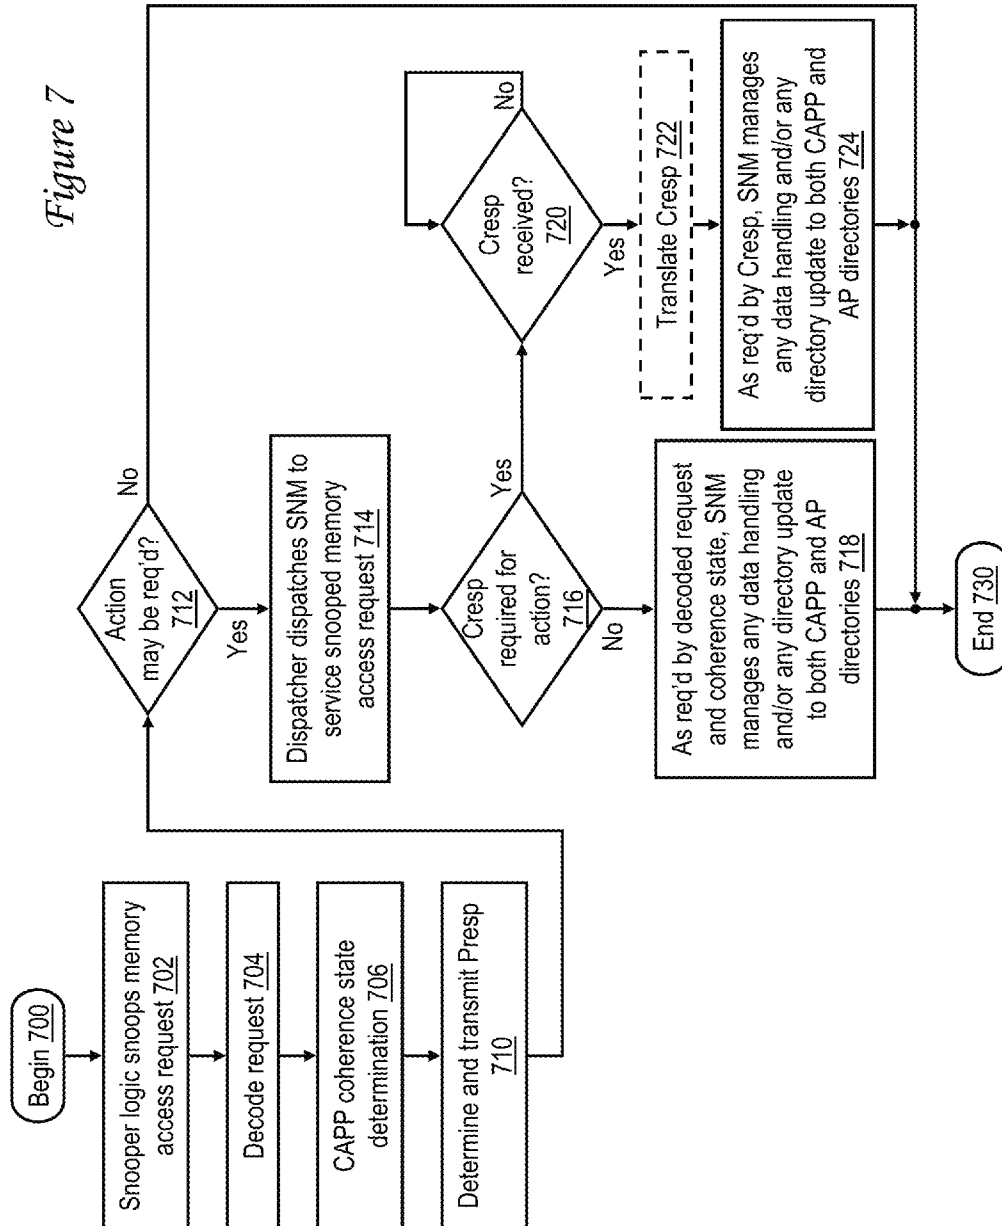 Figure 7
Begin 700
Snooper logic snoops memory
access request 702
Decode request 704
CAPP coherence state
determination 706
Determine and transmit Presp
710
Action
may be req'd?
712
No
Yes
Dispatcher dispatches SNM to
service snooped memory
access request 714
Cresp
required for
action?
716
Yes
No
As req'd by decoded request
and coherence state, SNM
manages any data handling
and/or any directory update
to both CAPP and AP
directories 718
Cresp
received?
720
No
Yes
Translate Cresp 722
As req'd by Cresp, SNM manages
any data handling and/or any
directory update to both CAPP and
AP directories 724
End 730